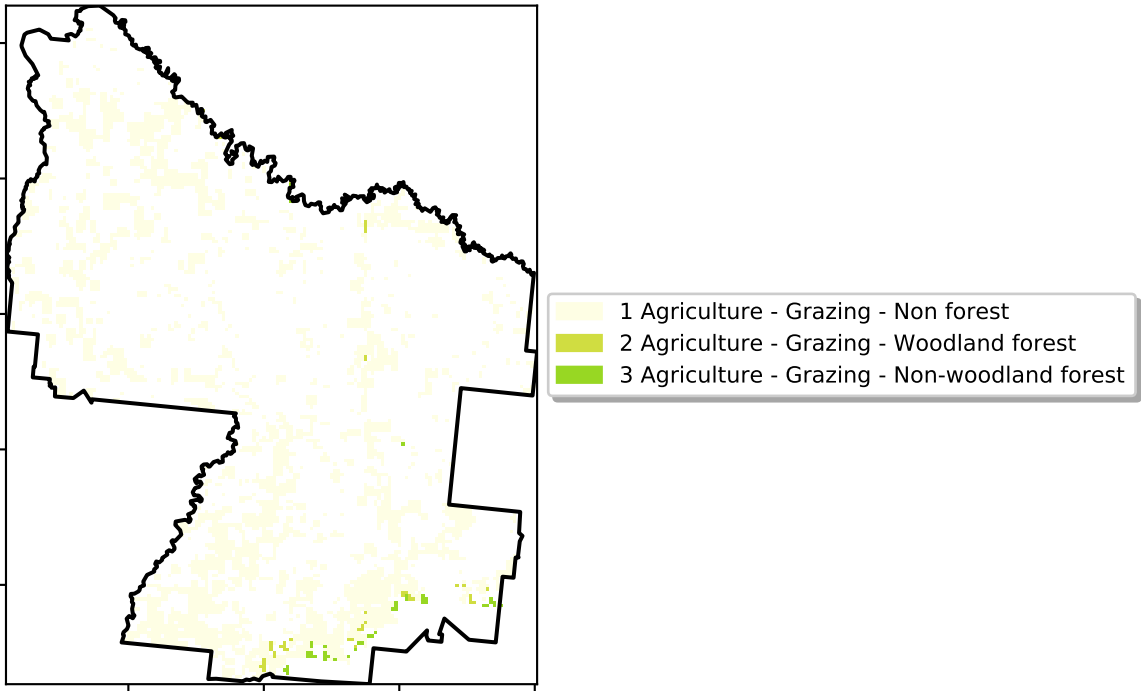 1 Agriculture - Grazing - Non forest
2 Agriculture - Grazing - Woodland forest
3 Agriculture - Grazing - Non-woodland forest